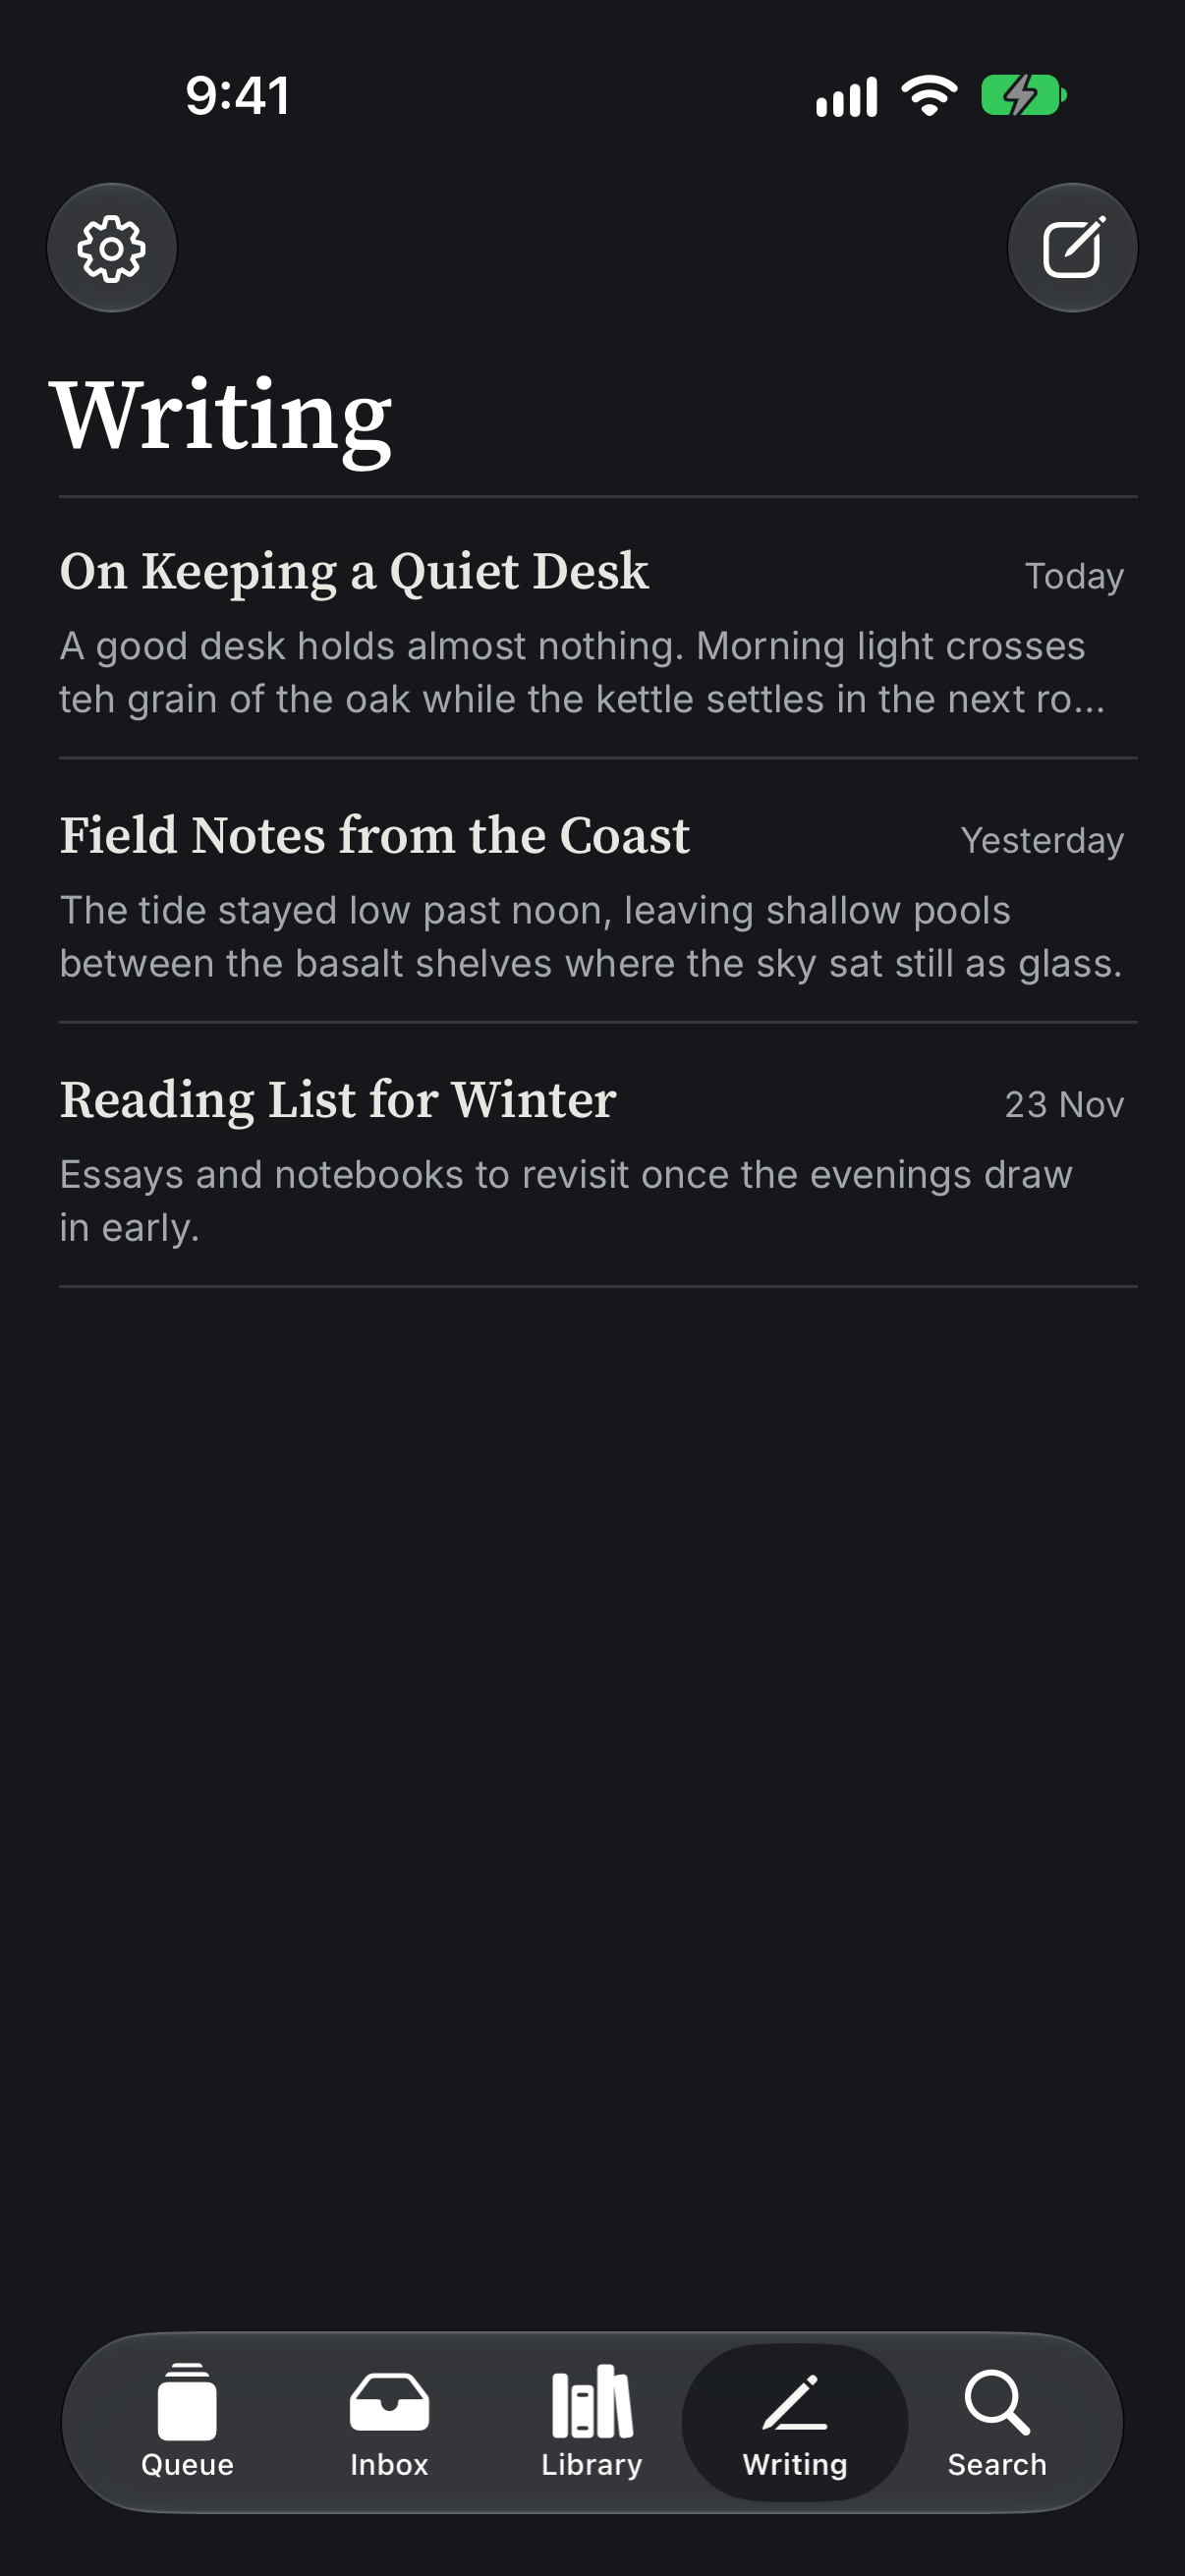 9:41
Writing
On Keeping a Quiet Desk
Today
A good desk holds almost nothing. Morning light crosses
teh grain of the oak while the kettle settles in the next ro...
Field Notes from the Coast
Yesterday
The tide stayed low past noon, leaving shallow pools
between the basalt shelves where the sky sat still as glass.
Reading List for Winter
23 Nov
Essays and notebooks to revisit once the evenings draw
in early.
Queue
Inbox
Library
Writing
Search